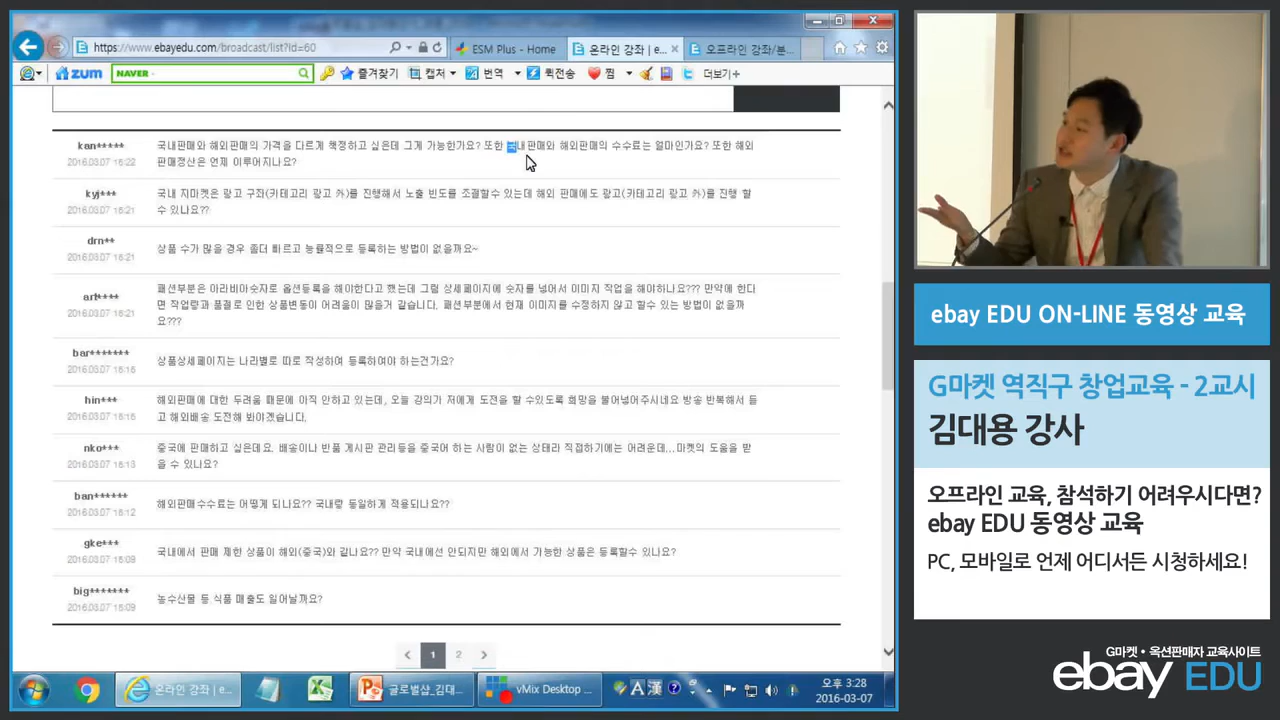 https://www.ebayedu.com/broadcast/list?id=60
ESM Plus - Home
온라인 강좌 | e...
오프라인 강좌/분...
zum
NAVER
즐겨찾기
캡처
번역
퀵전송
찜
더보기+
kan*****
2016.03.07 16:22
국내판매와 해외판매의 가격을 다르게 책정하고 싶은데 그게 가능한가요? 또한 국내판매와 해외판매의 수수료는 얼마인가요? 또한 해외
판매정산은 언제 이루어지나요?
kyj***
2016.03.07 16:21
국내 지마켓은 광고 구좌(카테고리 광고 外)를 진행해서 노출 빈도를 조절할수 있는데 해외 판매에도 광고(카테고리 광고 外)를 진행 할
수 있나요??
drn**
2016.03.07 16:21
상품 수가 많을 경우 좀더 빠르고 능률적으로 등록하는 방법이 없을까요~
art****
2016.03.07 16:21
패션부분은 아라비아숫자로 옵션등록을 해야한다고 했는데 그럼 상세페이지에 숫자를 넣어서 이미지 작업을 해야하나요??? 만약에 한다
면 작업량과 품절로 인한 상품변동이 어려움이 많을거 같습니다. 패션부분에서 현재 이미지를 수정하지 않고 할수 있는 방법이 없을까
요???
bar*******
2016.03.07 16:16
상품상세페이지는 나라별로 따로 작성하여 등록하여야 하는건가요?
hin***
2016.03.07 16:16
해외판매에 대한 두려움 때문에 아직 안하고 있는데, 오늘 강의가 저에게 도전을 할 수있도록 희망을 불어넣어주시네요 방송 반복해서 듣
고 해외배송 도전해 봐야겠습니다.
nko***
2016.03.07 16:13
중국에 판매하고 싶은데요. 배송이나 반품 게시판 관리등을 중국어 하는 사람이 없는 상태라 직접하기에는 어려운데...마켓의 도움을 받
을 수 있나요?
ban******
2016.03.07 16:12
해외판매수수료는 어떻게 되나요?? 국내랑 동일하게 적용되나요??
gke***
2016.03.07 16:09
국내에서 판매 제한 상품이 해외(중국)와 같나요?? 만약 국내에선 안되지만 해외에서 가능한 상품은 등록할수 있나요?
big*******
2016.03.07 16:09
농수산물 등 식품 매출도 일어날까요?
1 2
온라인 강좌 | e...
글로벌샵_김대...
vMix Desktop ...
A 漢
오후 3:28
2016-03-07
ebay EDU ON-LINE 동영상 교육
G마켓 역직구 창업교육 - 2교시
김대용 강사
오프라인 교육, 참석하기 어려우시다면?
ebay EDU 동영상 교육
PC, 모바일로 언제 어디서든 시청하세요!
G마켓 • 옥션판매자 교육사이트
ebay EDU